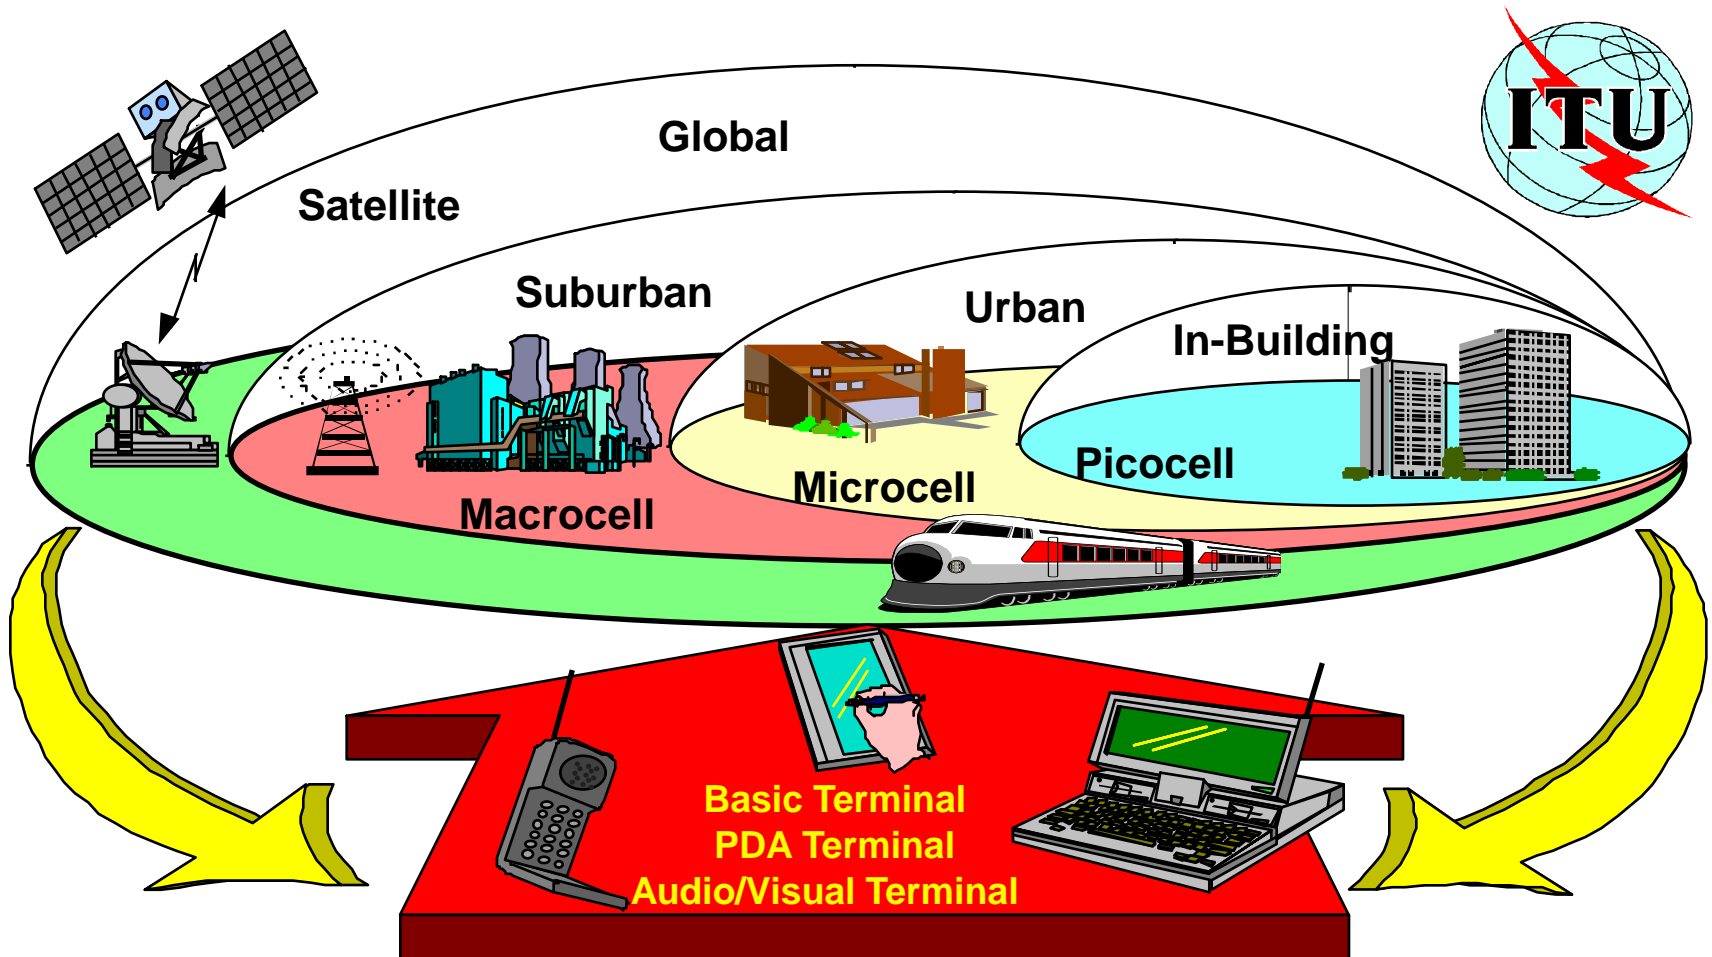 ITU
Global
Satellite
Suburban
Urban
In-Building
Picocell
Microcell
Macrocell
Basic Terminal
PDA Terminal
Audio/Visual Terminal